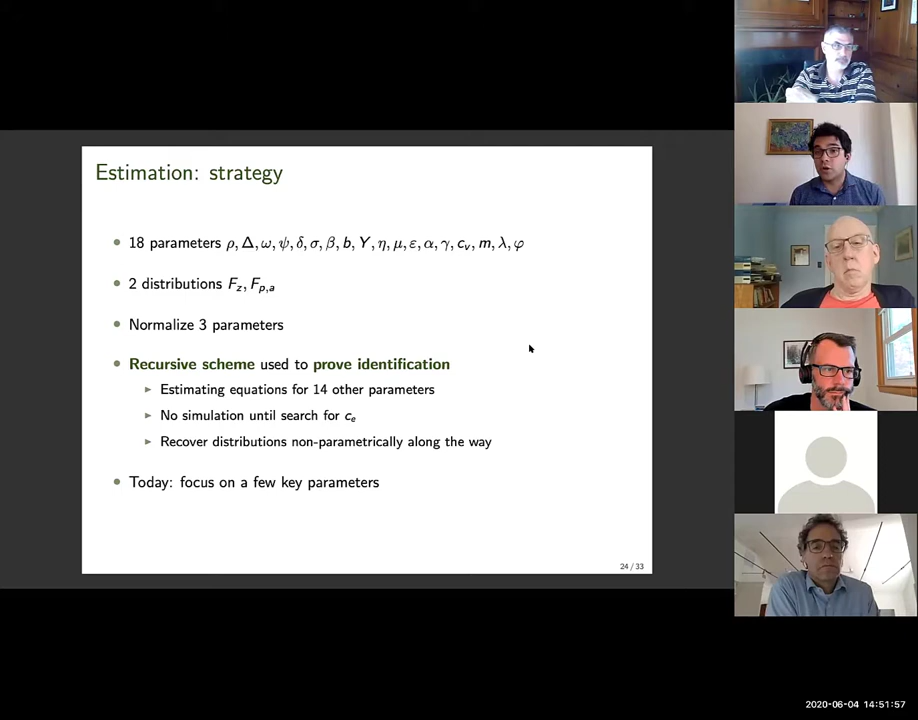 Estimation: strategy
18 parameters ρ, Δ, ω, ψ, δ, σ, β, b, Y, η, μ, ε, α, γ, c_v, m, λ, φ
2 distributions F_z, F_{p,a}
Normalize 3 parameters
Recursive scheme used to prove identification
Estimating equations for 14 other parameters
No simulation until search for c_e
Recover distributions non-parametrically along the way
Today: focus on a few key parameters
24 / 33
2020-06-04 14:51:57